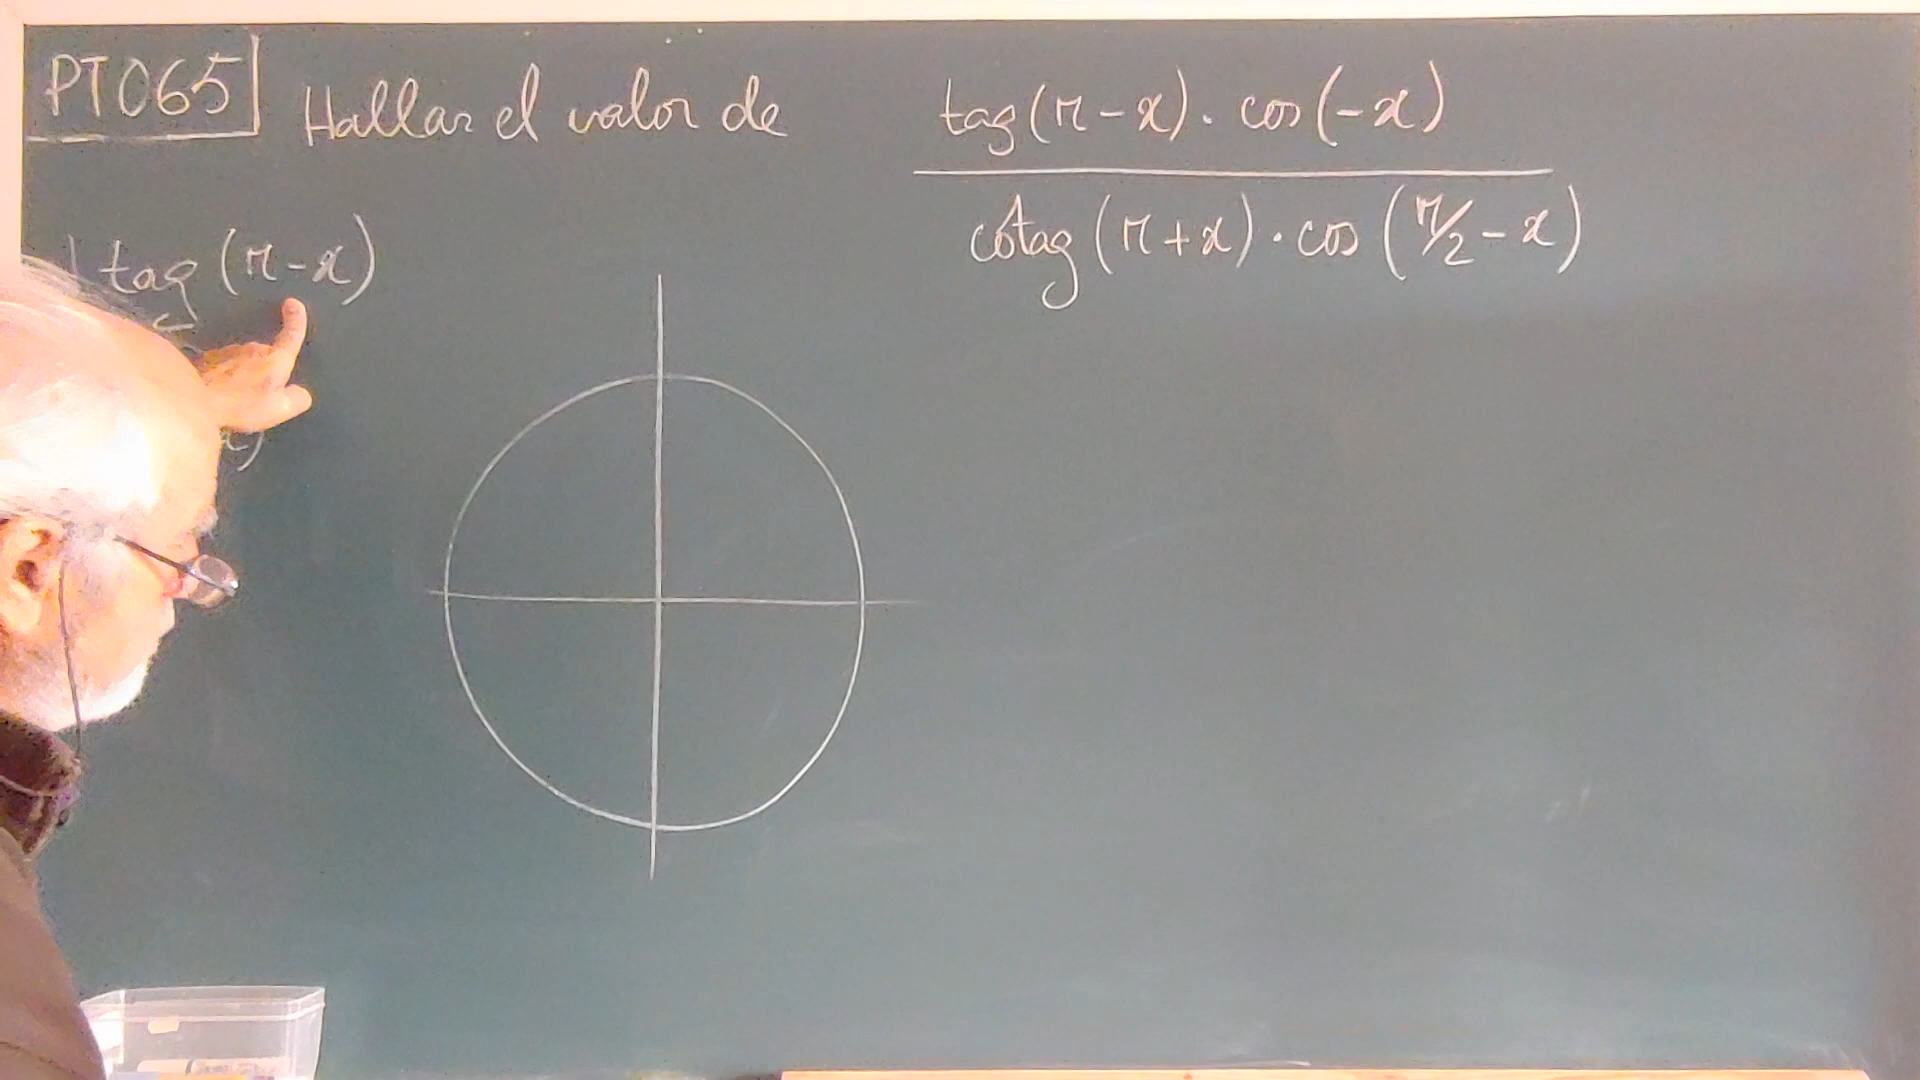 PT065 Hallar el valor de tag(π-x). cos(-x)
cotag(π+x)·cos(π/2-x)
tag(π-x)